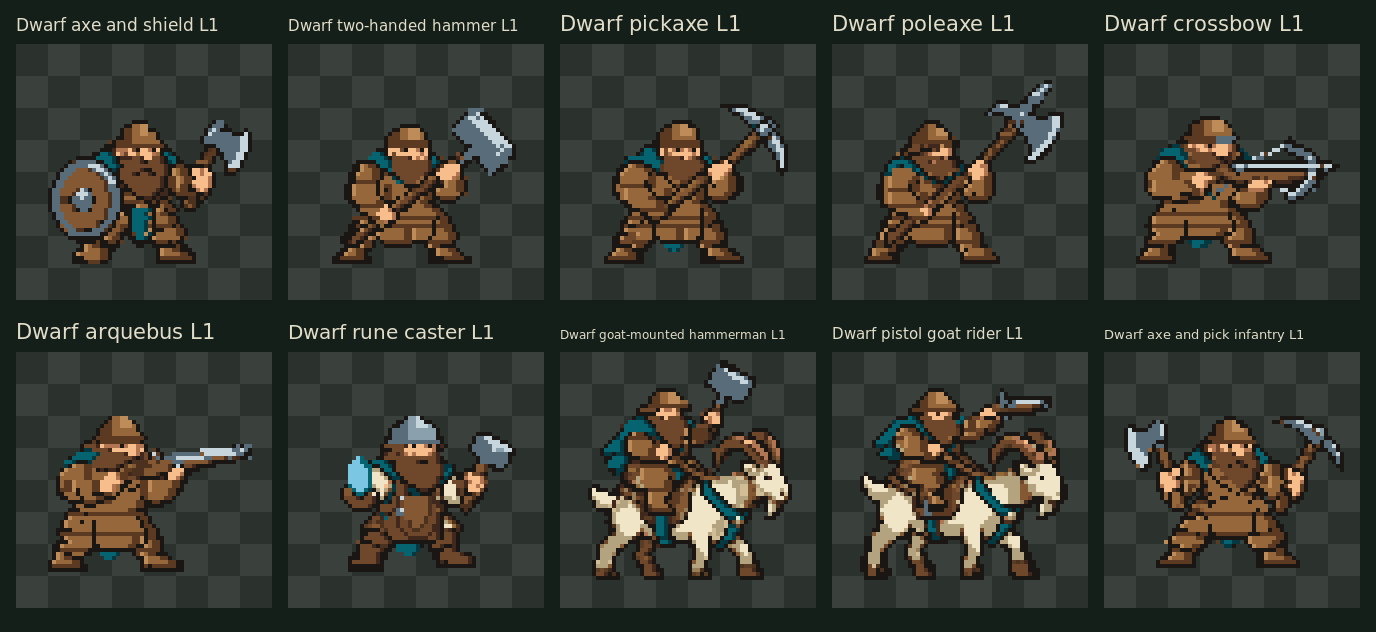 Dwarf axe and shield L1
Dwarf two-handed hammer L1
Dwarf pickaxe L1
Dwarf poleaxe L1
Dwarf crossbow L1
Dwarf arquebus L1
Dwarf rune caster L1
Dwarf goat-mounted hammerman L1
Dwarf pistol goat rider L1
Dwarf axe and pick infantry L1